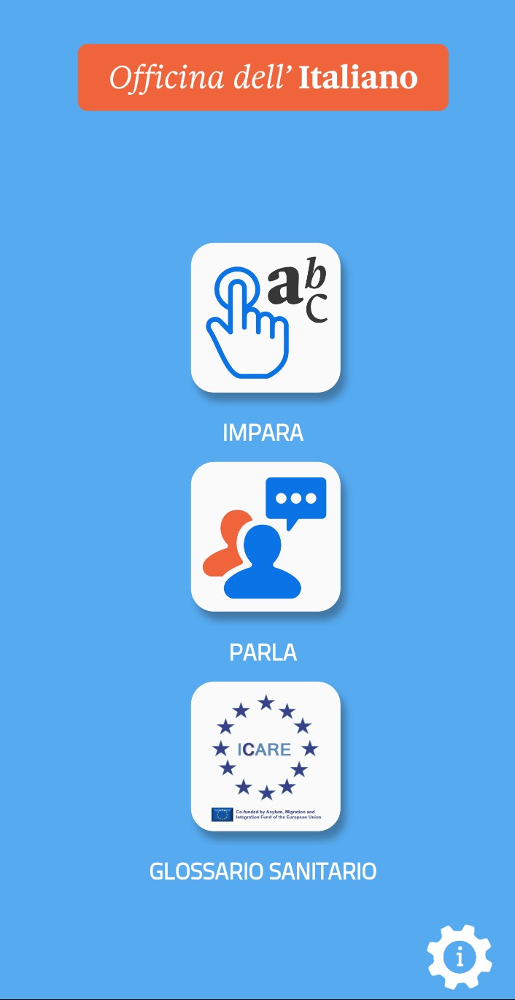 Officina dell’ Italiano
a b
C
IMPARA
PARLA
ICARE
Co-funded by Asylum, Migration and
Integration Fund of the European Union
GLOSSARIO SANITARIO
i